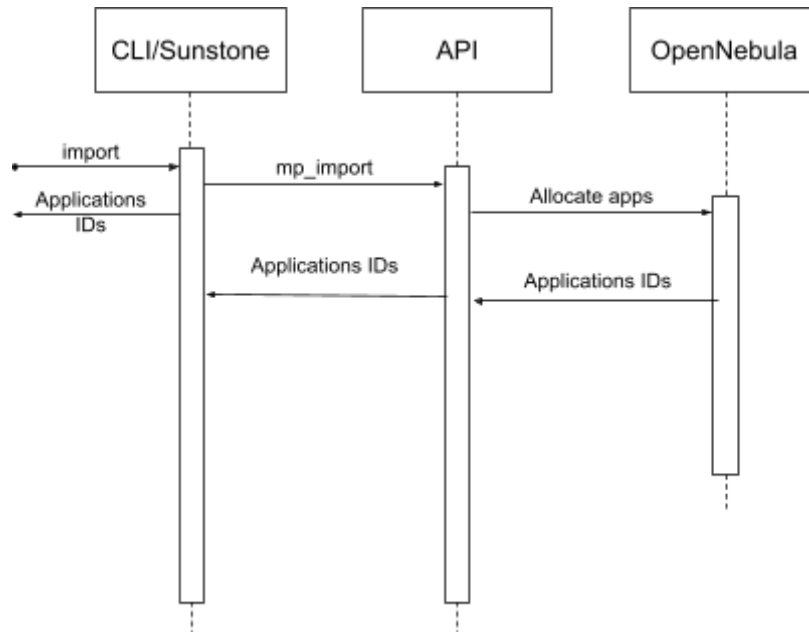 CLI/Sunstone
API
OpenNebula
import
mp_import
Applications
IDs
Allocate apps
Applications IDs
Applications IDs